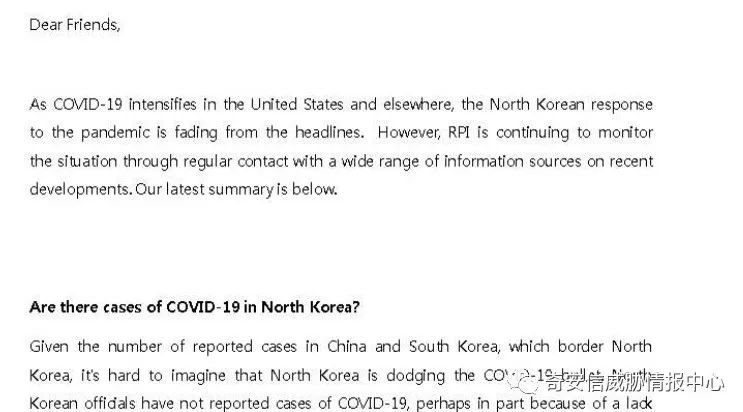 Dear Friends,
As COVID-19 intensifies in the United States and elsewhere, the North Korean response
to the pandemic is fading from the headlines. However, RPI is continuing to monitor
the situation through regular contact with a wide range of information sources on recent
developments. Our latest summary is below.
Are there cases of COVID-19 in North Korea?
Given the number of reported cases in China and South Korea, which border North
Korea, it's hard to imagine that North Korea is dodging the
Korean officials have not reported cases of COVID-19, perhaps in part because of a lack
奇安信威胁情报中心